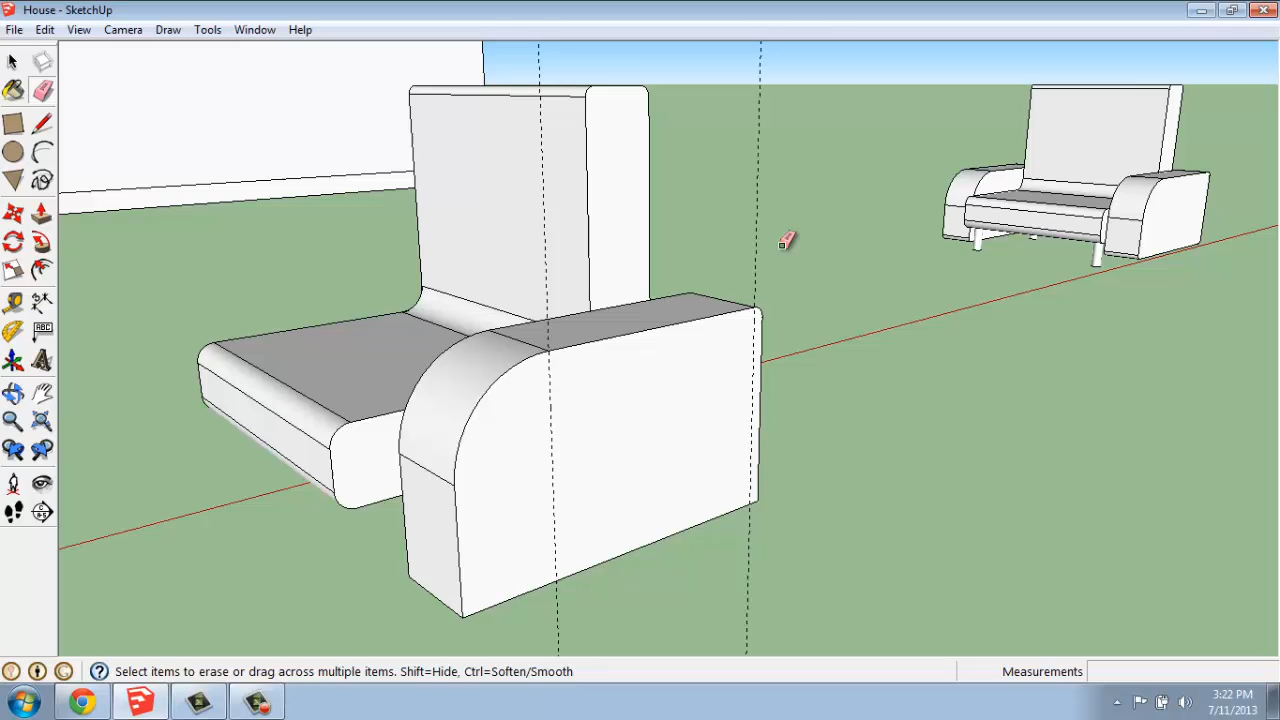 House - SketchUp
File Edit View Camera Draw Tools Window Help
ABC
Select items to erase or drag across multiple items. Shift=Hide, Ctrl=Soften/Smooth
Measurements
3:22 PM
7/11/2013